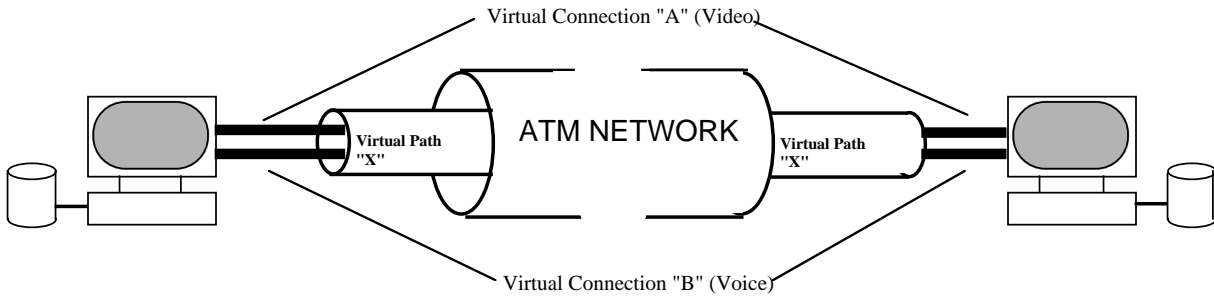 Virtual Connection "A" (Video)
Virtual Path
"X"
ATM NETWORK
Virtual Path
"X"
Virtual Connection "B" (Voice)